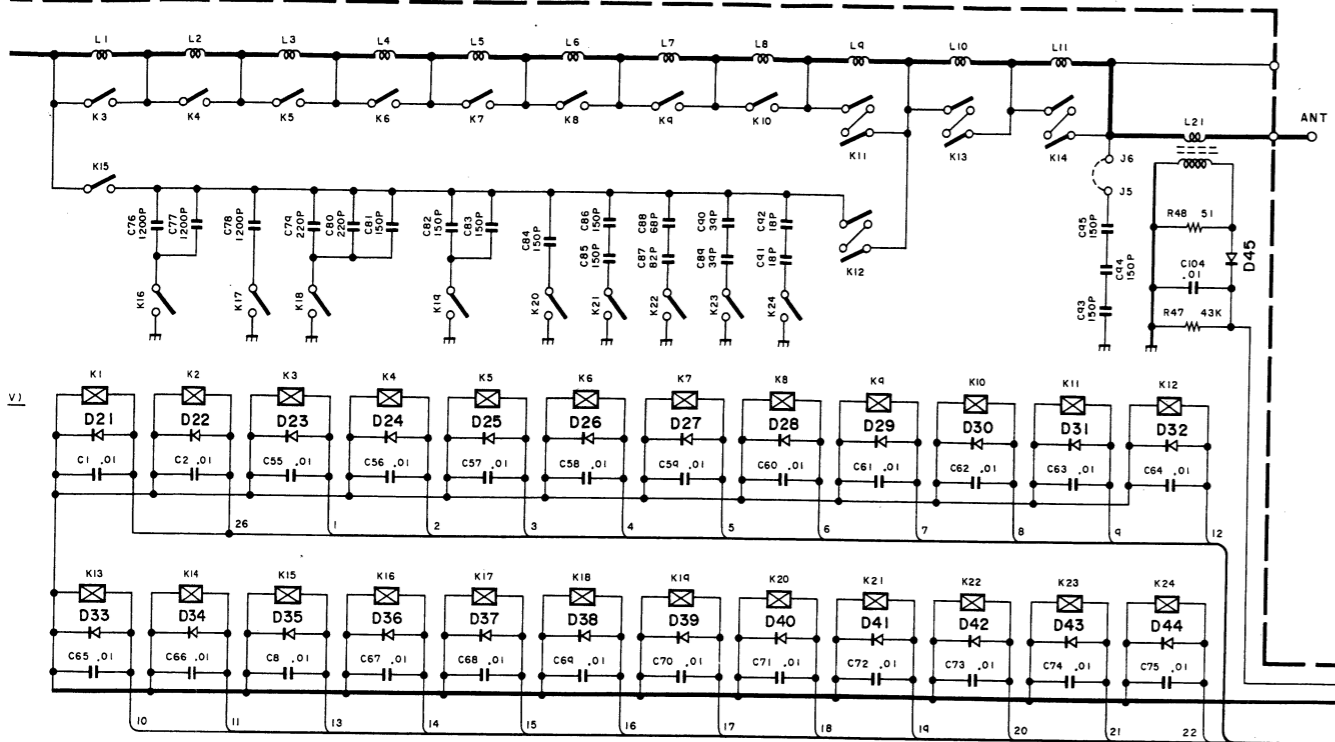 L1 L2 L3 L4 L5 L6 L7 L8 L9 L10 L11
K3 K4 K5 K6 K7 K8 K9 K10 K11 K13 K14
L21
ANT
J6
J5
K15
C76 1200P
C77 1200P
C78 1200P
C79 220P
C80 220P
C81 150P
C82 150P
C83 150P
C84 150P
C86 150P
C85 150P
C88 68P
C87 82P
C90 39P
C89 39P
C92 18P
C91 18P
K12
C95 150P
C94 150P
C93 150P
R48 51
D45
C104 .01
R47 43K
K16 K17 K18 K19 K20 K21 K22 K23 K24
V)
K1 K2 K3 K4 K5 K6 K7 K8 K9 K10 K11 K12
D21 D22 D23 D24 D25 D26 D27 D28 D29 D30 D31 D32
C1 .01 C2 .01 C55 .01 C56 .01 C57 .01 C58 .01 C59 .01 C60 .01 C61 .01 C62 .01 C63 .01 C64 .01
26 1 2 3 4 5 6 7 8 9 12
K13 K14 K15 K16 K17 K18 K19 K20 K21 K22 K23 K24
D33 D34 D35 D36 D37 D38 D39 D40 D41 D42 D43 D44
C65 .01 C66 .01 C8 .01 C67 .01 C68 .01 C69 .01 C70 .01 C71 .01 C72 .01 C73 .01 C74 .01 C75 .01
10 11 13 14 15 16 17 18 19 20 21 22